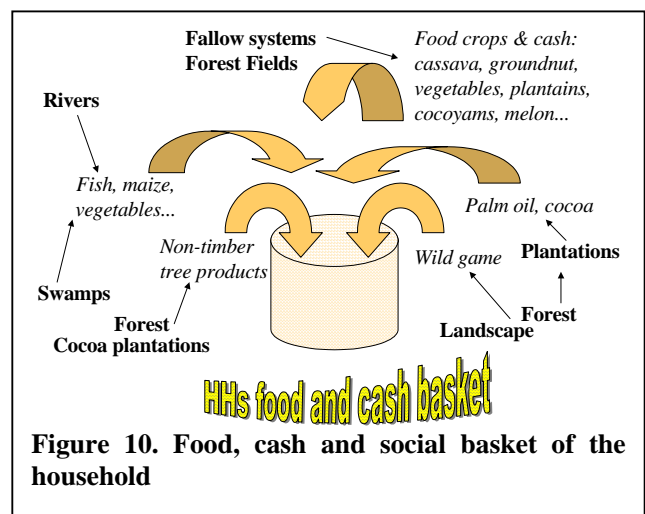 Fallow systems
Forest Fields
Food crops & cash:
cassava, groundnut,
vegetables, plantains,
cocoyams, melon...
Rivers
Fish, maize,
vegetables...
Palm oil, cocoa
Non-timber
tree products
Wild game
Plantations
Swamps
Forest
Cocoa plantations
Forest
Landscape
HHs food and cash basket
Figure 10. Food, cash and social basket of the
household